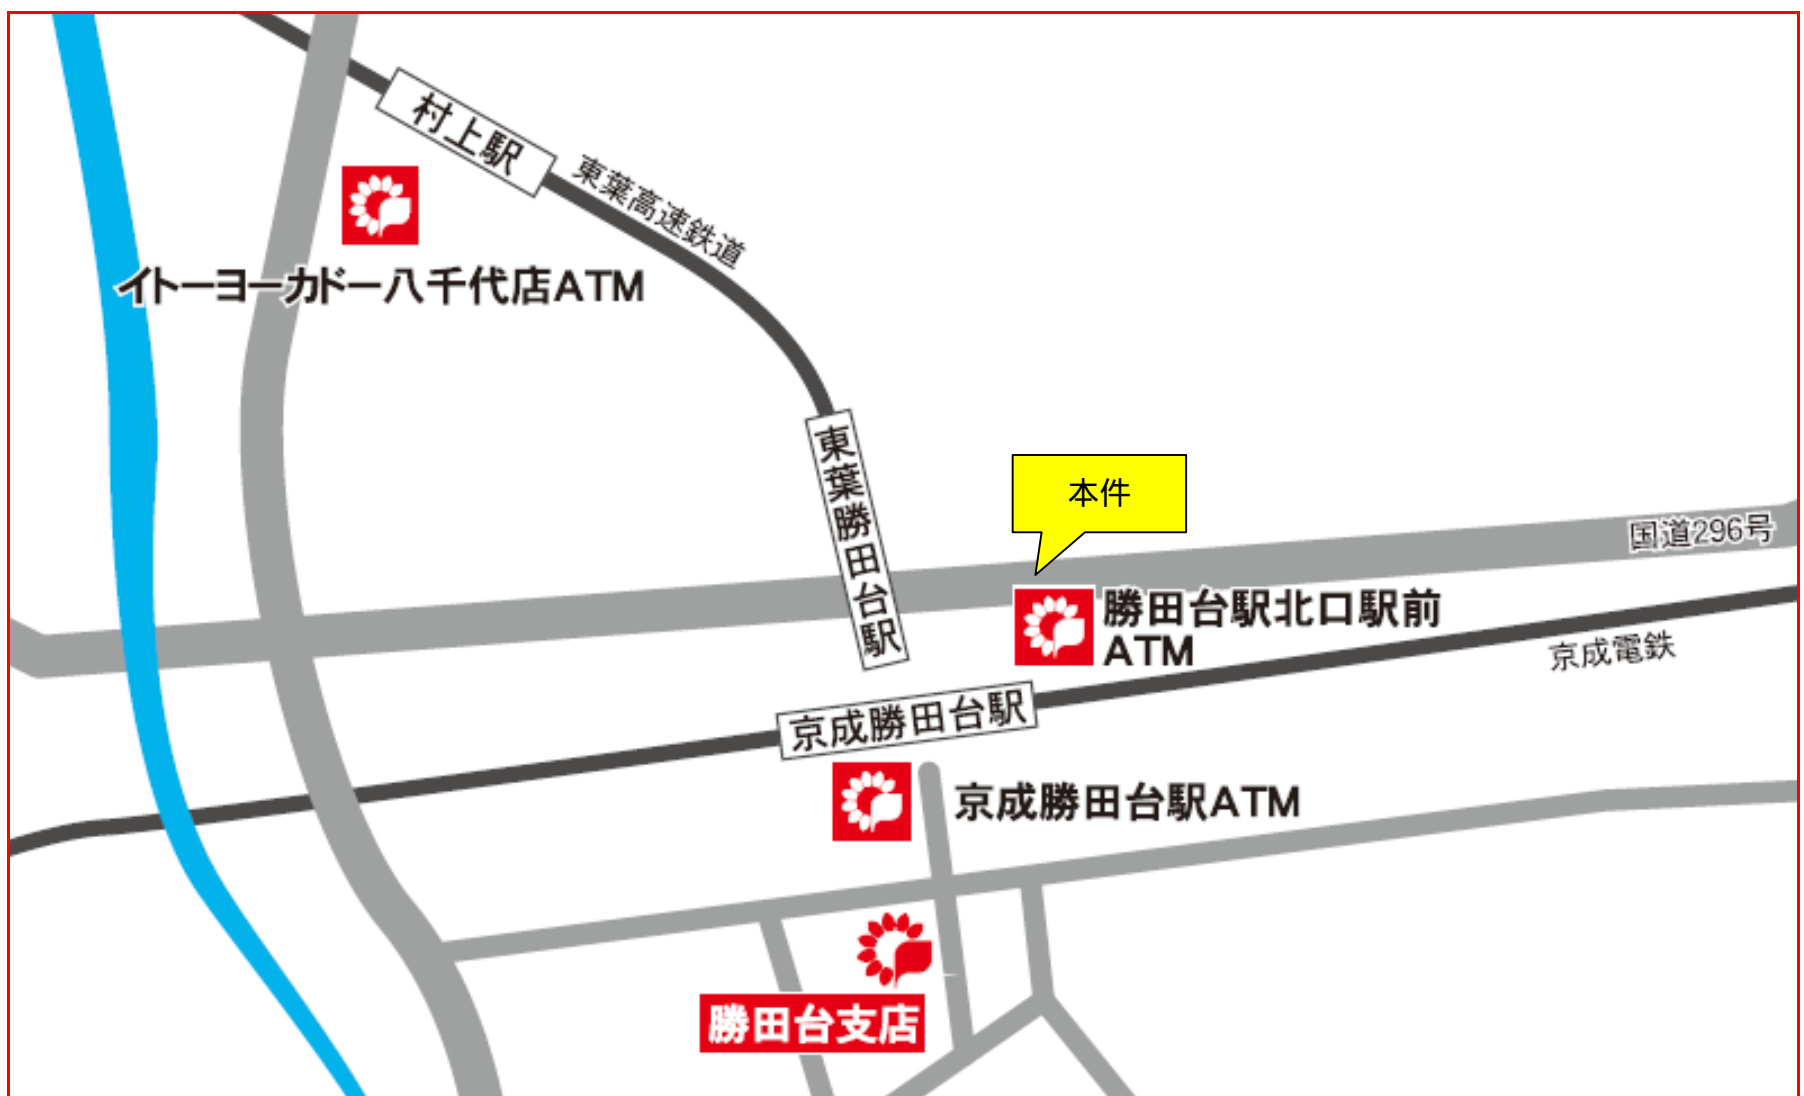 村上駅
東葉高速鉄道
イトーヨーカドー八千代店ATM
東葉勝田台駅
本件
国道296号
勝田台駅北口駅前
ATM
京成電鉄
京成勝田台駅
京成勝田台駅ATM
勝田台支店